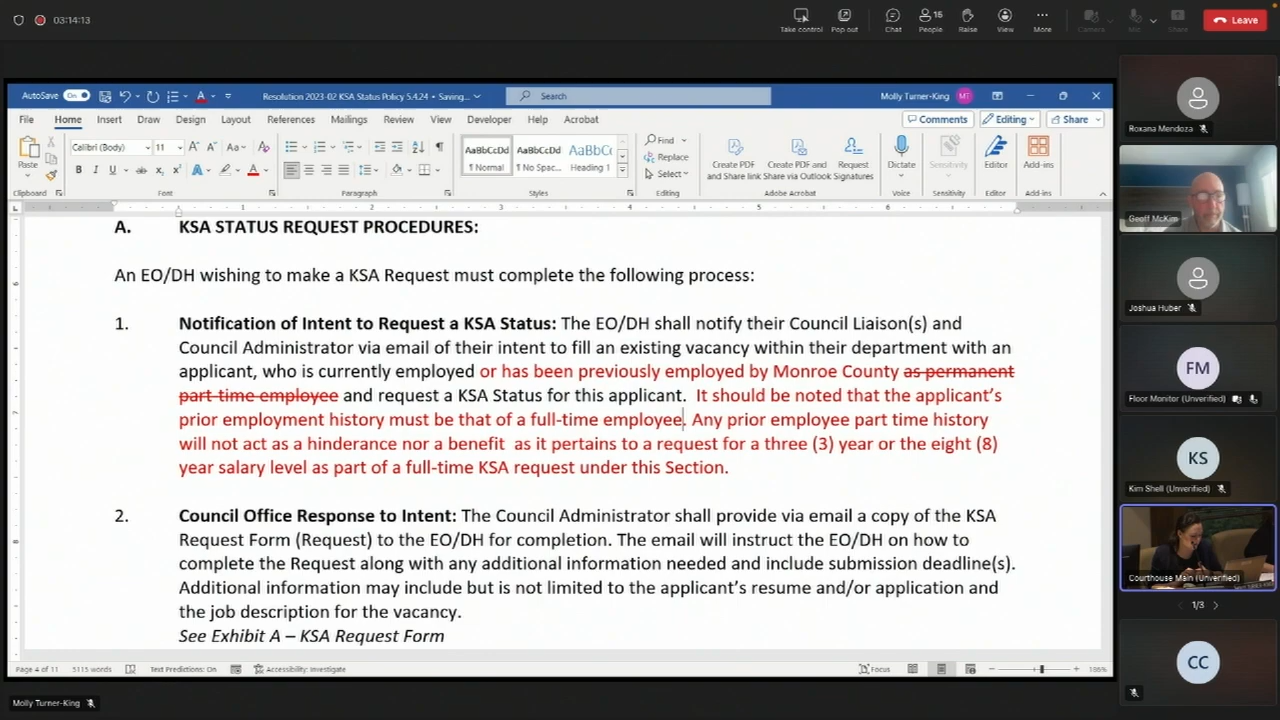 03:14:13
Take control
Pop out
Chat
15
People
Raise
View
More
Camera
Mic
Share
Leave
AutoSave On
Resolution 2023-02 KSA Status Policy 5.4.24 • Saving...
Search
Molly Turner-King MT
File Home Insert Draw Design Layout References Mailings Review View Developer Help Acrobat
Comments Editing Share
Paste
Calibri (Body) 11
AaBbCcDd AaBbCcDd AaBbCc
¶ Normal ¶ No Spac... Heading 1
Find
Replace
Select
Create PDF and Share link
Create PDF and Share via Outlook
Request Signatures
Dictate
Sensitivity
Editor
Add-ins
Clipboard Font Paragraph Styles Editing Adobe Acrobat Voice Sensitivity Editor Add-ins
A. KSA STATUS REQUEST PROCEDURES:
An EO/DH wishing to make a KSA Request must complete the following process:
1. Notification of Intent to Request a KSA Status: The EO/DH shall notify their Council Liaison(s) and
Council Administrator via email of their intent to fill an existing vacancy within their department with an
applicant, who is currently employed or has been previously employed by Monroe County as permanent
part-time employee and request a KSA Status for this applicant. It should be noted that the applicant's
prior employment history must be that of a full-time employee. Any prior employee part time history
will not act as a hinderance nor a benefit as it pertains to a request for a three (3) year or the eight (8)
year salary level as part of a full-time KSA request under this Section.
2. Council Office Response to Intent: The Council Administrator shall provide via email a copy of the KSA
Request Form (Request) to the EO/DH for completion. The email will instruct the EO/DH on how to
complete the Request along with any additional information needed and include submission deadline(s).
Additional information may include but is not limited to the applicant's resume and/or application and
the job description for the vacancy.
See Exhibit A – KSA Request Form
Page 4 of 11 5115 words Text Predictions: On Accessibility: Investigate
Focus
186%
Molly Turner-King
Roxana Mendoza
Geoff McKim
Joshua Huber
FM
Floor Monitor (Unverified)
KS
Kim Shell (Unverified)
Courthouse Main (Unverified)
1/3
CC